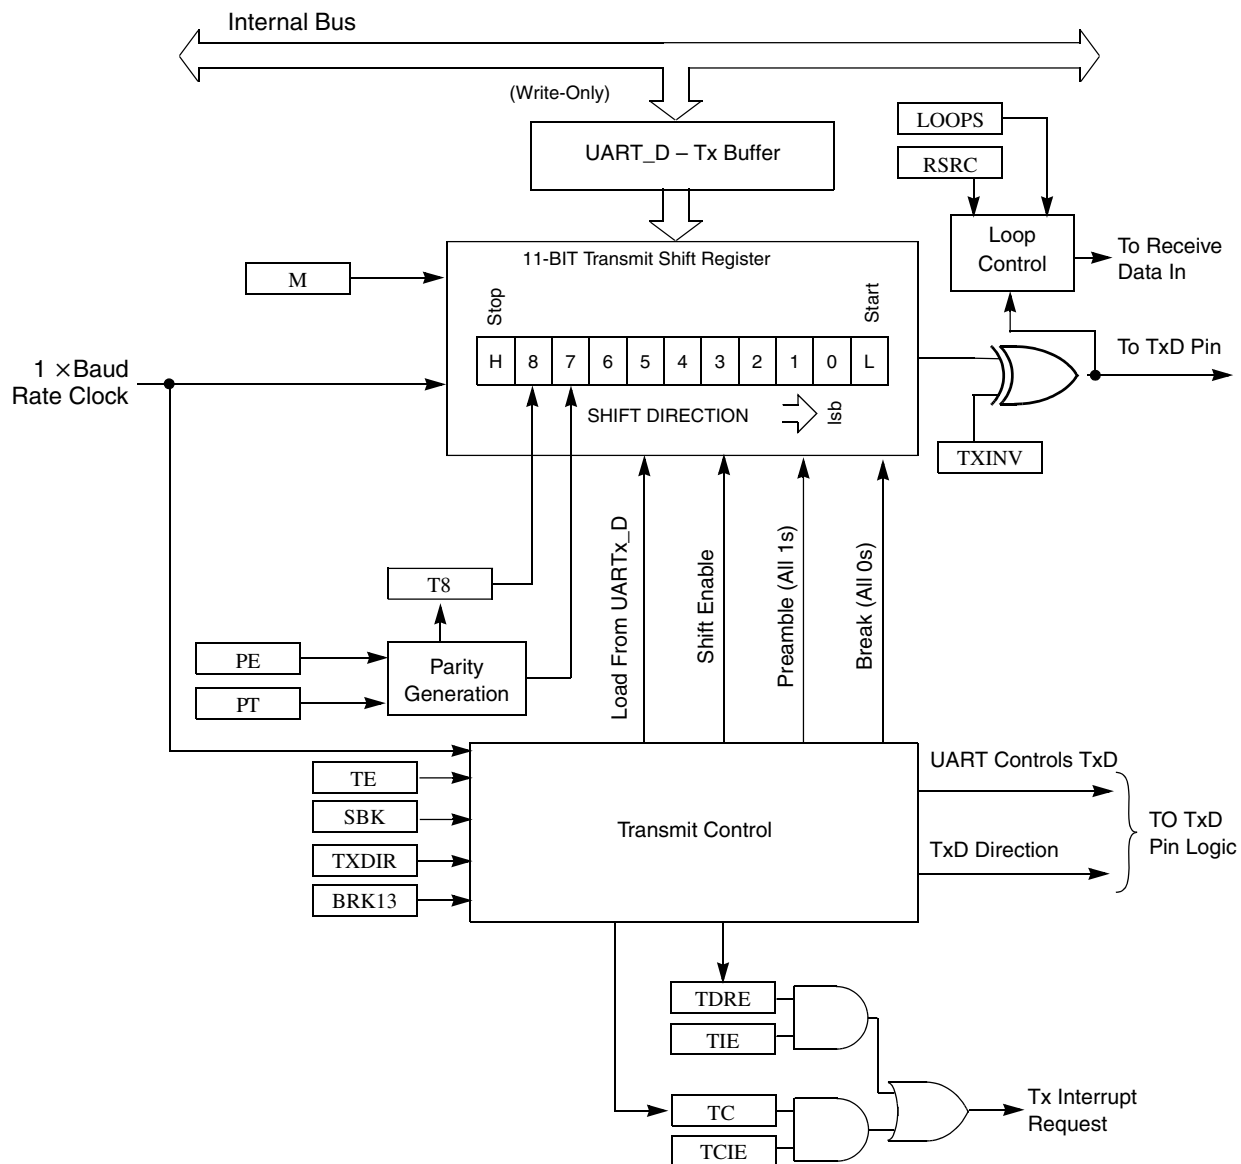 Internal Bus
(Write-Only)
UART_D – Tx Buffer
LOOPS
RSRC
Loop
Control
To Receive
Data In
11-BIT Transmit Shift Register
M
Stop
Start
H 8 7 6 5 4 3 2 1 0 L
1 ×Baud
Rate Clock
SHIFT DIRECTION
lsb
To TxD Pin
TXINV
T8
PE
PT
Parity
Generation
Load From UARTx_D
Shift Enable
Preamble (All 1s)
Break (All 0s)
TE
SBK
TXDIR
BRK13
Transmit Control
UART Controls TxD
TxD Direction
TO TxD
Pin Logic
TDRE
TIE
TC
TCIE
Tx Interrupt
Request